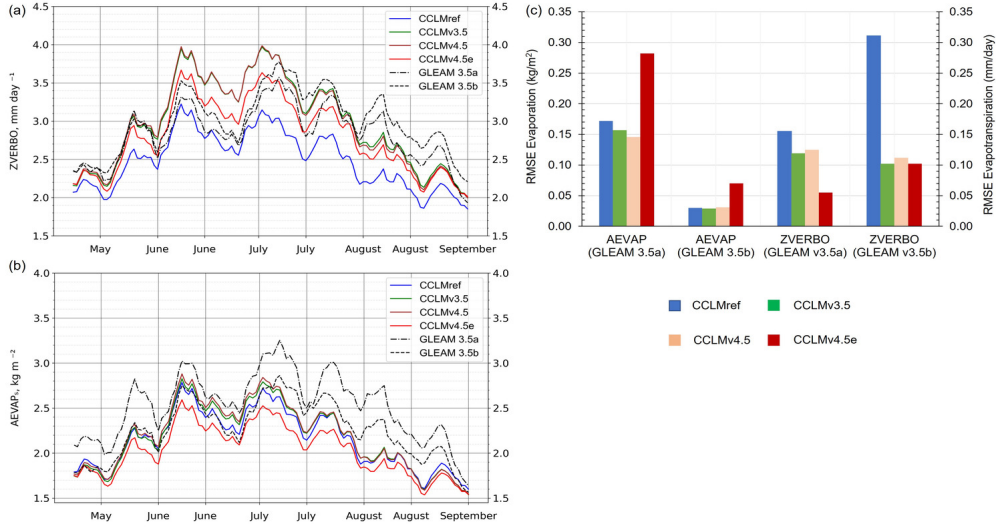 (a)
4.5
4.0
3.5
3.0
2.5
2.0
1.5
ZVERBO, mm day ⁻¹
CCLMref
CCLMv3.5
CCLMv4.5
CCLMv4.5e
GLEAM 3.5a
GLEAM 3.5b
4.5
4.0
3.5
3.0
2.5
2.0
1.5
May June June July July August August September
(b)
4.0
3.5
3.0
2.5
2.0
1.5
AEVAP, kg m ⁻²
CCLMref
CCLMv3.5
CCLMv4.5
CCLMv4.5e
GLEAM 3.5a
GLEAM 3.5b
4.0
3.5
3.0
2.5
2.0
1.5
May June June July July August August September
(c)
RMSE Evaporation (kg/m²)
0.35
0.30
0.25
0.20
0.15
0.10
0.05
0.00
0.35
0.30
0.25
0.20
0.15
0.10
0.05
0.00
RMSE Evapotranspiration (mm/day)
AEVAP AEVAP ZVERBO ZVERBO
(GLEAM 3.5a) (GLEAM 3.5b) (GLEAM v3.5a) (GLEAM v3.5b)
CCLMref CCLMv3.5
CCLMv4.5 CCLMv4.5e